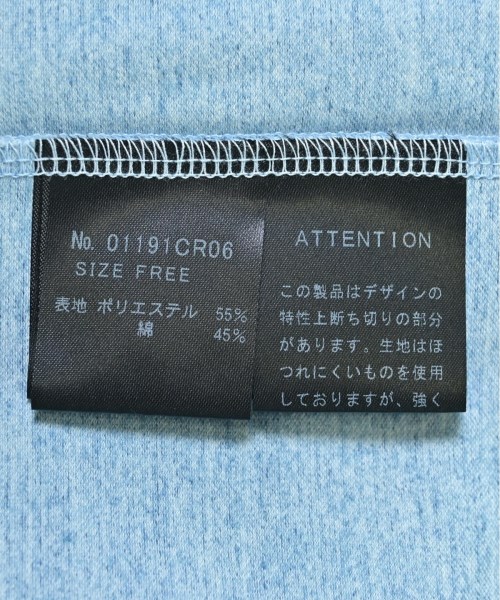 No. 01191CR06
SIZE FREE
表地 ポリエステル 55%
綿 45%
ATTENTION
この製品はデザインの
特性上断ち切りの部分
があります。生地はほ
つれにくいものを使用
しておりますが、強く